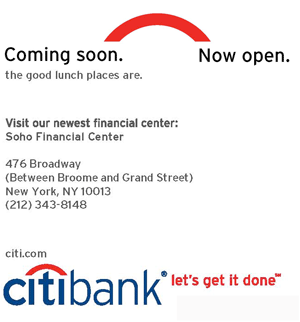 Coming soon. Now open.
the good lunch places are.
Visit our newest financial center:
Soho Financial Center
476 Broadway
(Between Broome and Grand Street)
New York, NY 10013
(212) 343-8148
citi.com
citibank® let's get it done℠